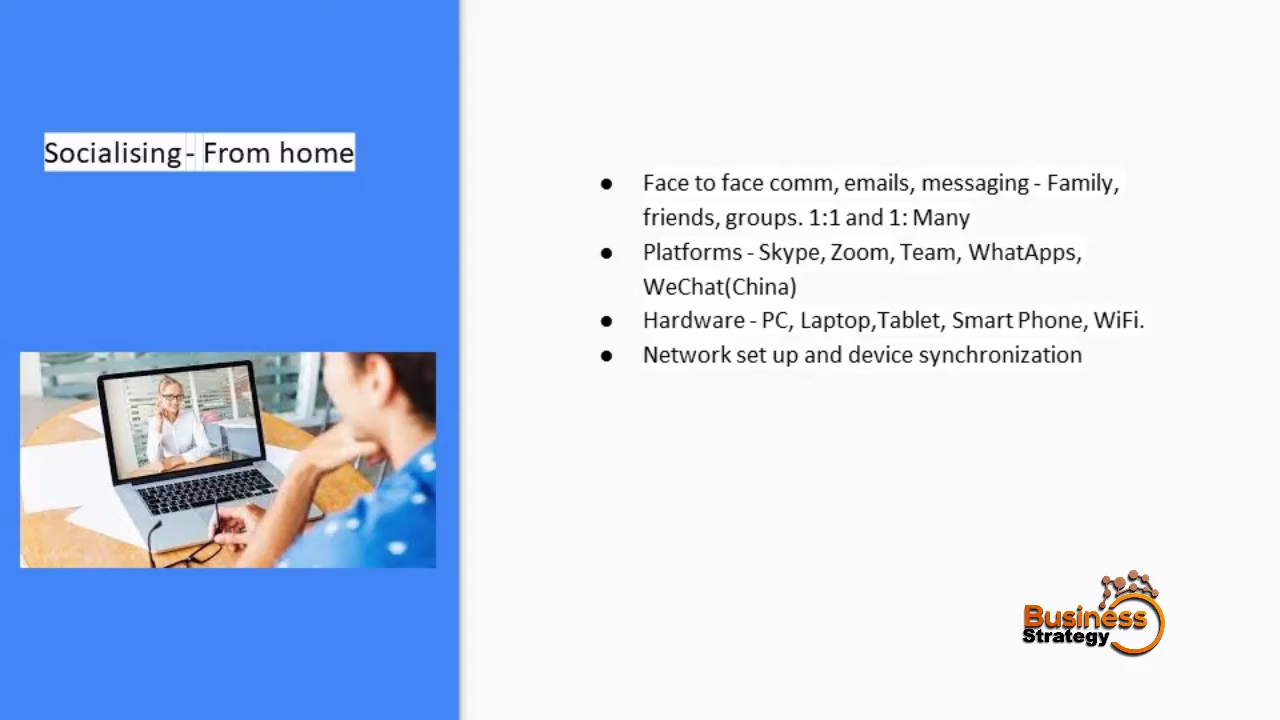 Socialising - From home
● Face to face comm, emails, messaging - Family,
friends, groups. 1:1 and 1: Many
● Platforms - Skype, Zoom, Team, WhatApps,
WeChat(China)
● Hardware - PC, Laptop,Tablet, Smart Phone, WiFi.
● Network set up and device synchronization
Business
Strategy